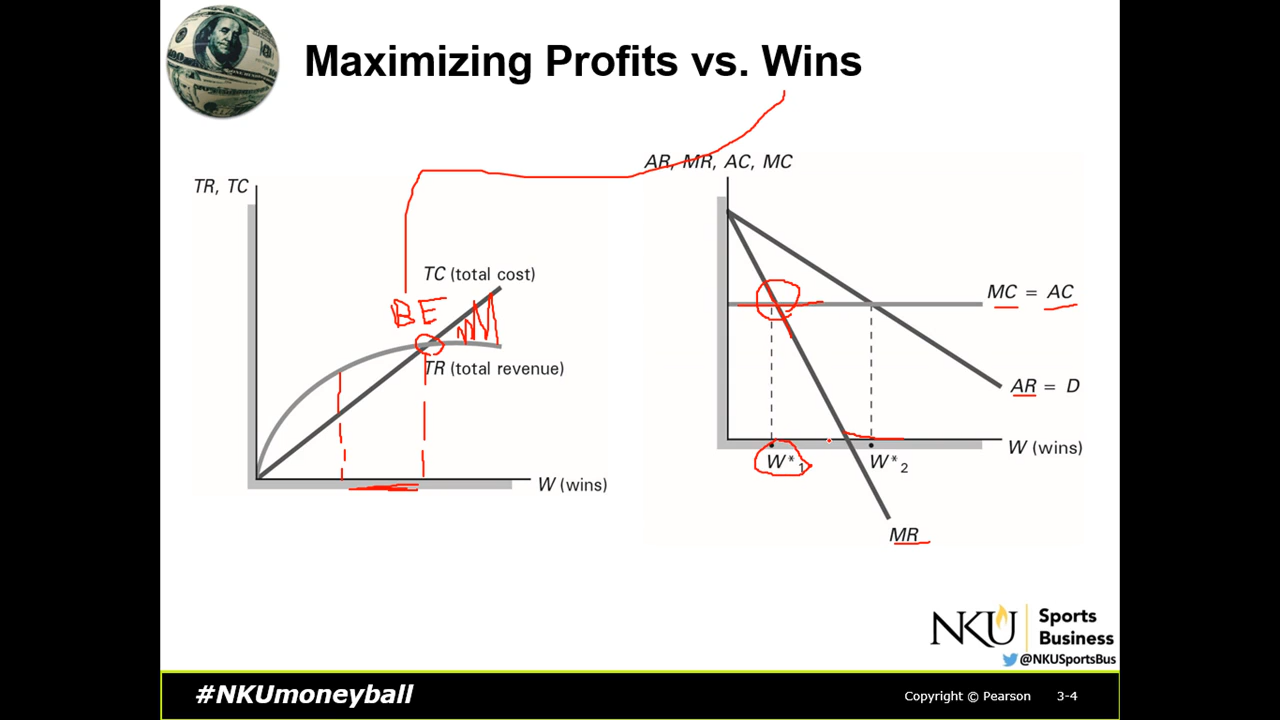 Maximizing Profits vs. Wins
TR, TC
TC (total cost)
BE
TR (total revenue)
W (wins)
AR, MR, AC, MC
MC = AC
AR = D
W (wins)
W*1
W*2
MR
NKU
Sports
Business
@NKUSportsBus
#NKUmoneyball
Copyright © Pearson
3-4